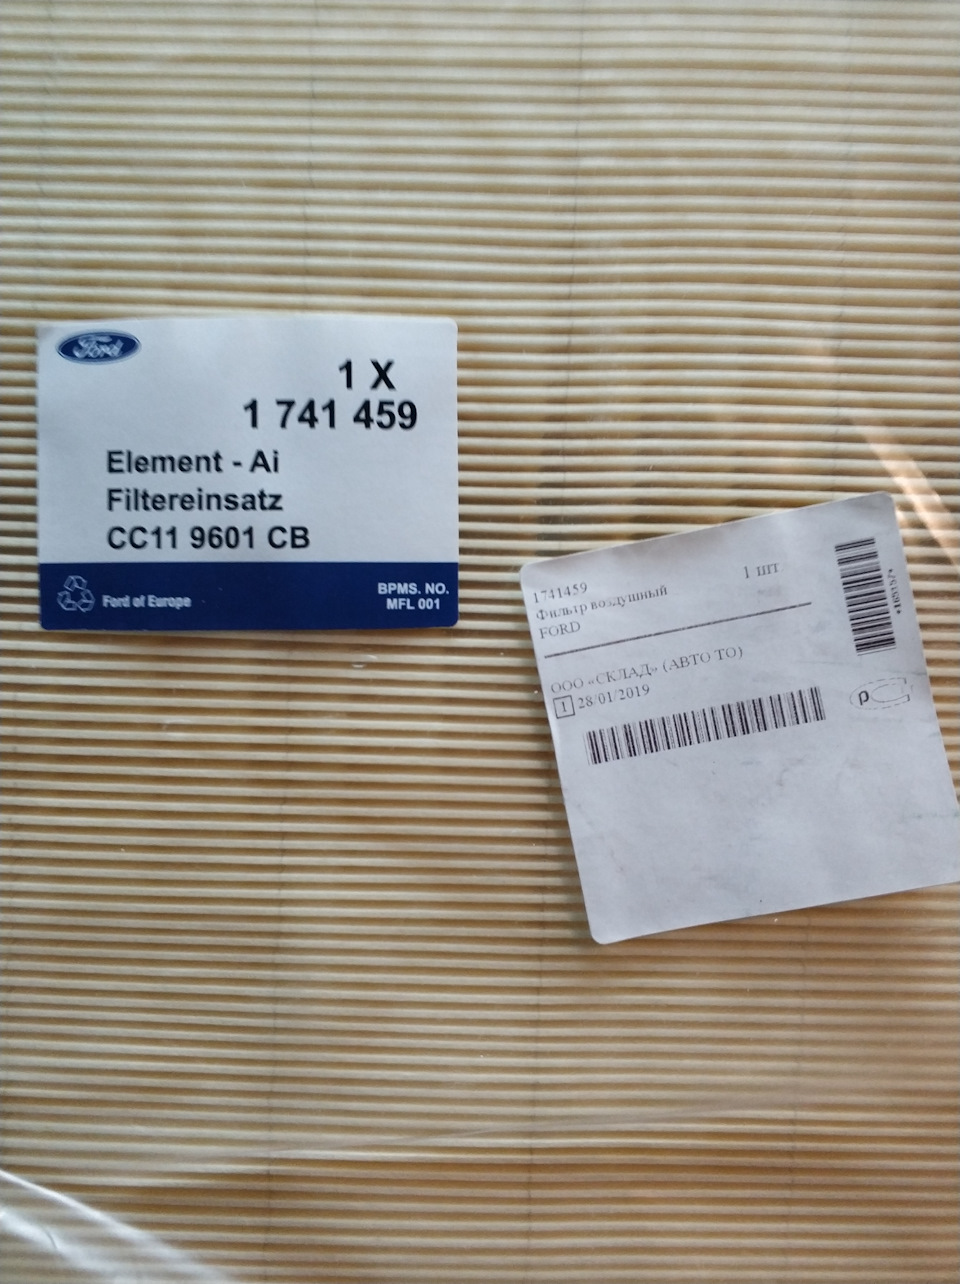 Ford
1 X
1 741 459
Element - Ai
Filtereinsatz
CC11 9601 CB
Ford of Europe
BPMS. NO.
MFL 001
1741459
1 шт
Фильтр воздушный
FORD
ООО «СКЛАД» (АВТО ТО)
1 28/01/2019